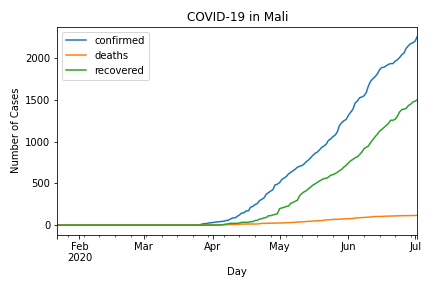 COVID-19 in Mali
confirmed
deaths
recovered
Number of Cases
2000
1500
1000
500
0
Feb
2020
Mar
Apr
May
Jun
Jul
Day